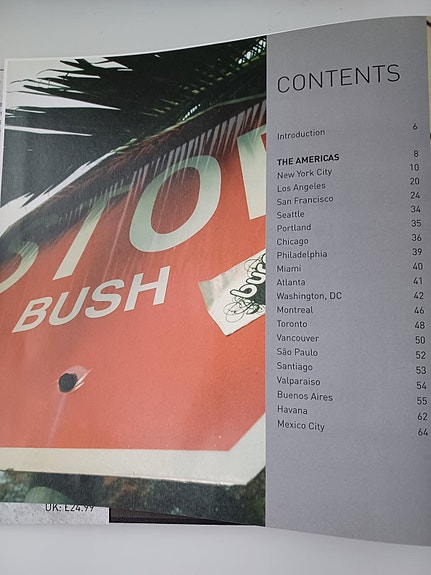 STOP
BUSH
CONTENTS
Introduction 6
THE AMERICAS 8
New York City 10
Los Angeles 20
San Francisco 24
Seattle 34
Portland 35
Chicago 36
Philadelphia 39
Miami 40
Atlanta 41
Washington, DC 42
Montreal 46
Toronto 48
Vancouver 50
São Paulo 52
Santiago 53
Valparaiso 54
Buenos Aires 55
Havana 62
Mexico City 64
UK: £24.99